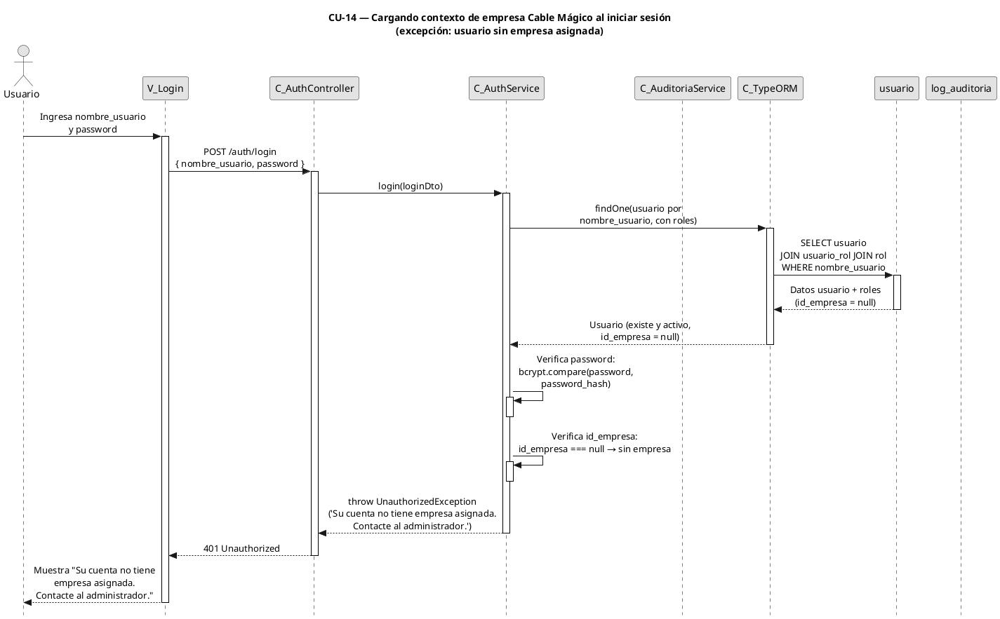 CU-14 — Cargando contexto de empresa Cable Mágico al iniciar sesión
(excepción: usuario sin empresa asignada)
Usuario
V_Login
C_AuthController
C_AuthService
C_AuditoriaService
C_TypeORM
usuario
log_auditoria
Ingresa nombre_usuario
y password
POST /auth/login
{ nombre_usuario, password }
login(loginDto)
findOne(usuario por
nombre_usuario, con roles)
SELECT usuario
JOIN usuario_rol JOIN rol
WHERE nombre_usuario
Datos usuario + roles
(id_empresa = null)
Usuario (existe y activo,
id_empresa = null)
Verifica password:
bcrypt.compare(password,
password_hash)
Verifica id_empresa:
id_empresa === null → sin empresa
throw UnauthorizedException
('Su cuenta no tiene empresa asignada.
Contacte al administrador.')
401 Unauthorized
Muestra "Su cuenta no tiene
empresa asignada.
Contacte al administrador."